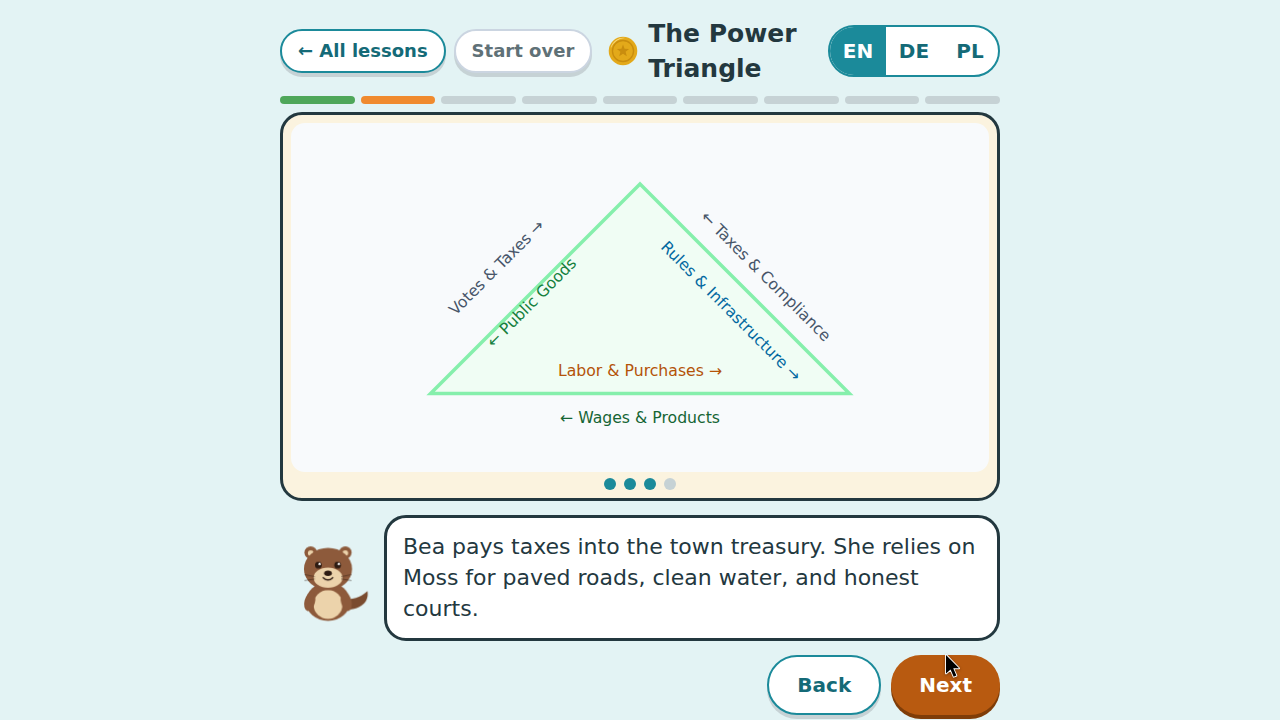 ← All lessons
Start over
The Power
Triangle
EN
DE
PL
Votes & Taxes →
← Public Goods
← Taxes & Compliance
Rules & Infrastructure →
Labor & Purchases →
← Wages & Products
Bea pays taxes into the town treasury. She relies on
Moss for paved roads, clean water, and honest
courts.
Back
Next